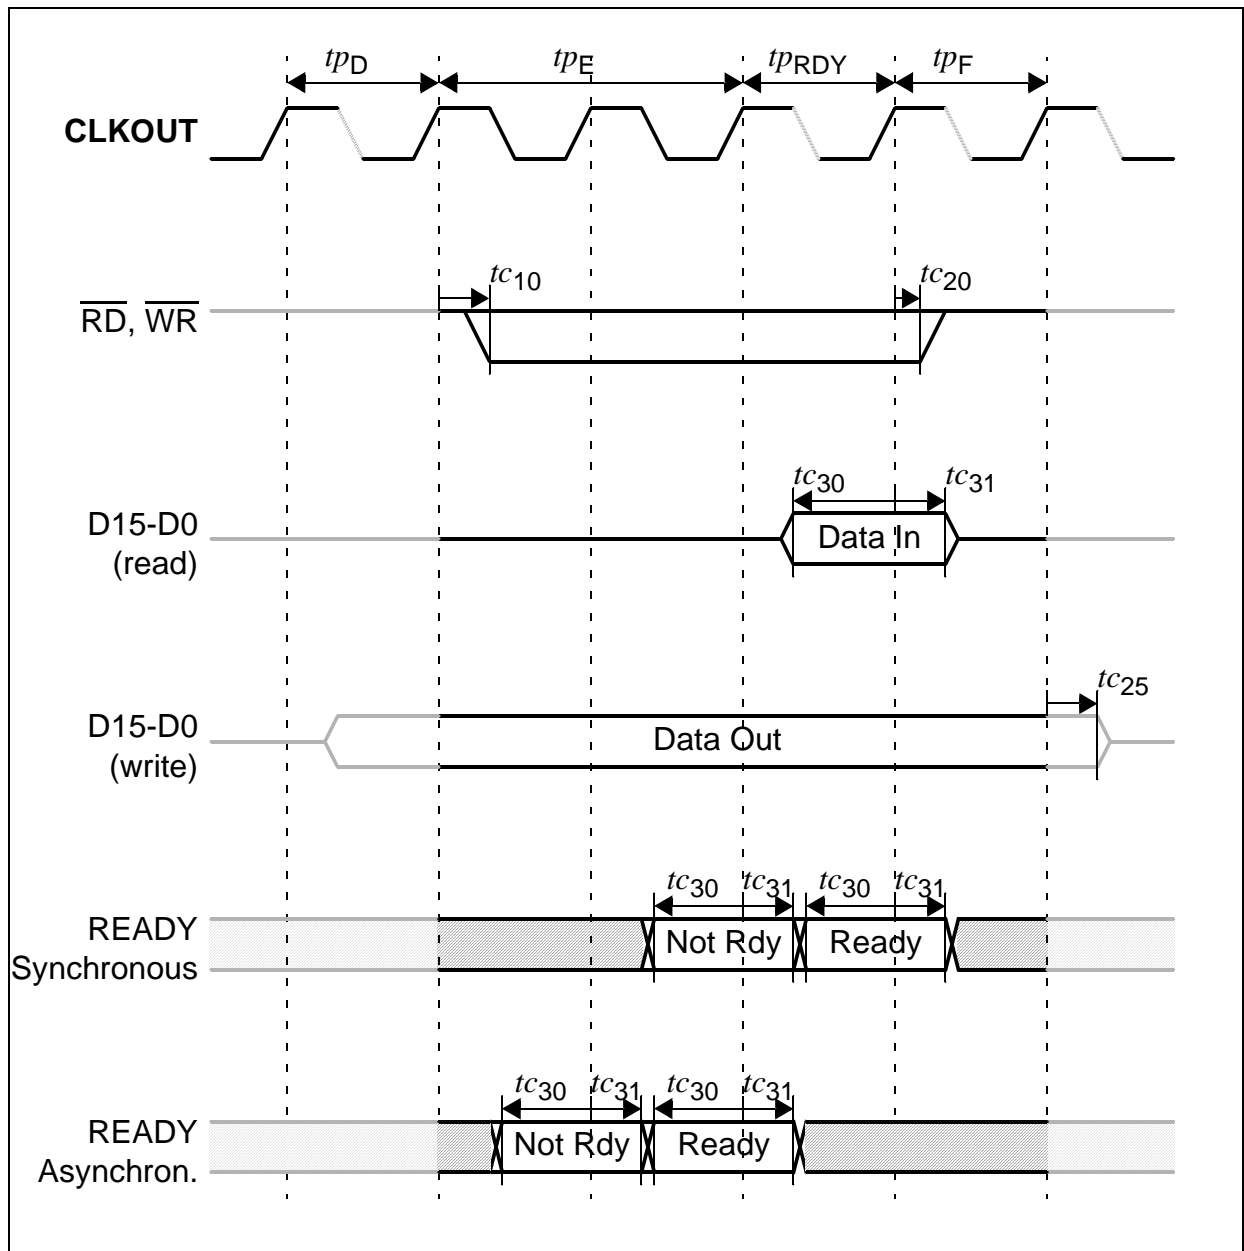 tpD tpE tpRDY tpF
CLKOUT
tc10 tc20
RD, WR
tc30 tc31
D15-D0 Data In
(read)
tc25
D15-D0 Data Out
(write)
tc30 tc31 tc30 tc31
READY Not Rdy Ready
Synchronous
tc30 tc31 tc30 tc31
READY Not Rdy Ready
Asynchron.